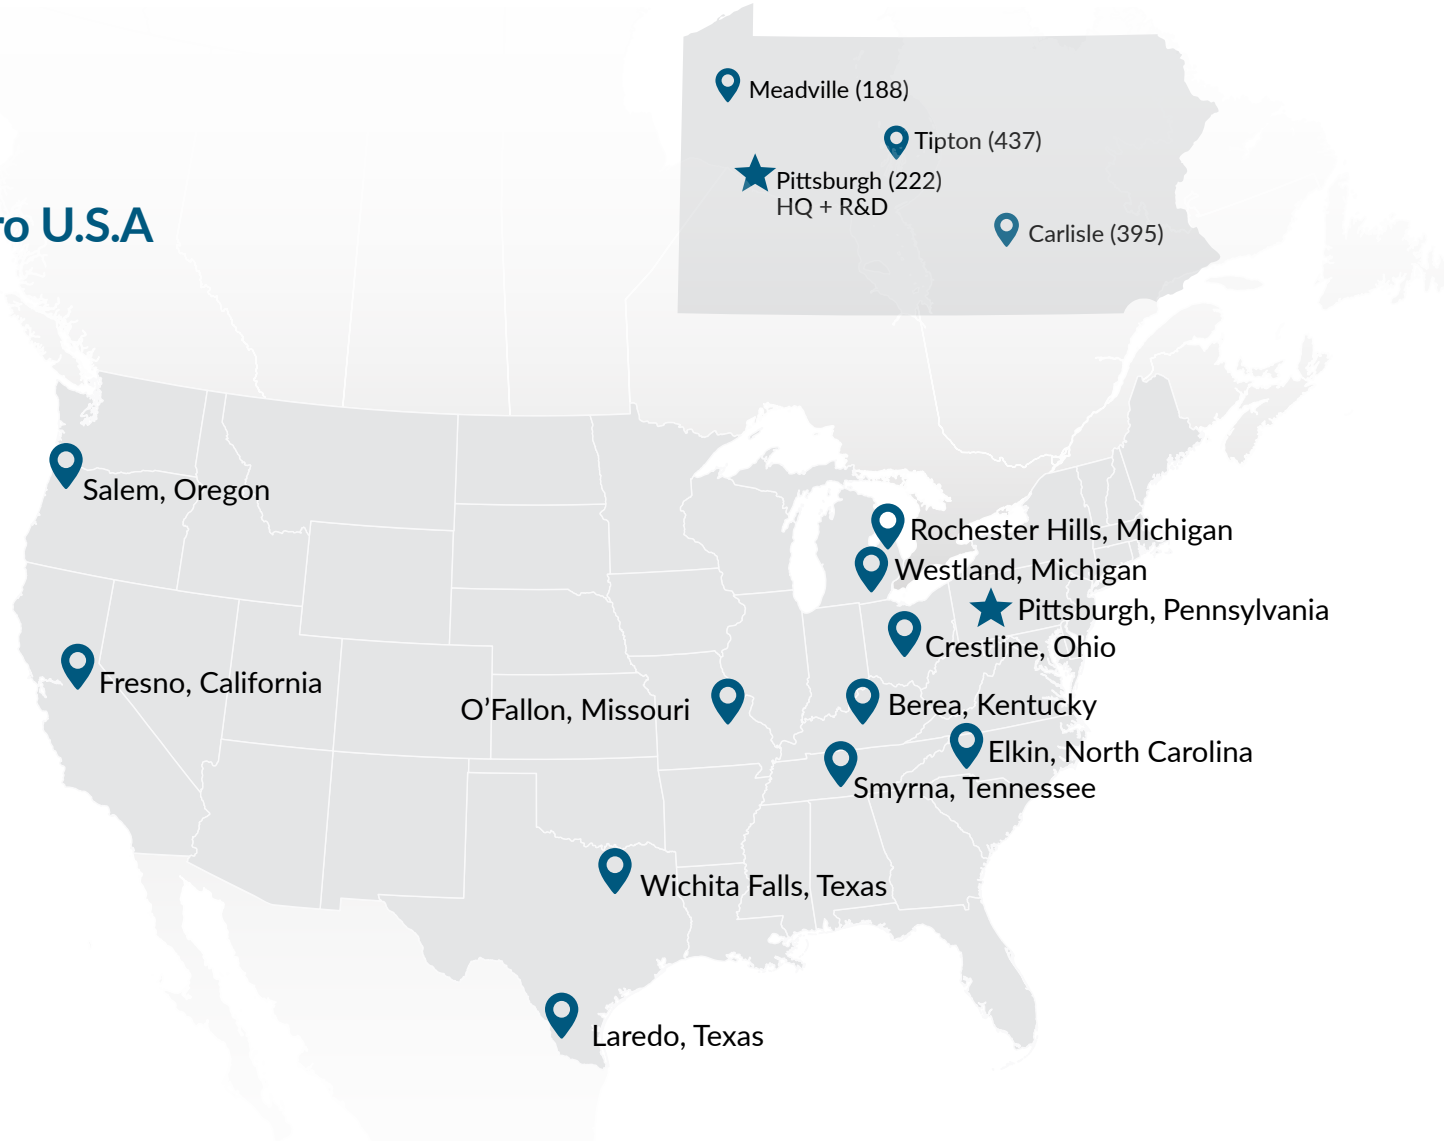 Meadville (188)
Tipton (437)
Pittsburgh (222)
HQ + R&D
Carlisle (395)
ro U.S.A
Salem, Oregon
Rochester Hills, Michigan
Westland, Michigan
Pittsburgh, Pennsylvania
Crestline, Ohio
Fresno, California
O’Fallon, Missouri
Berea, Kentucky
Elkin, North Carolina
Smyrna, Tennessee
Wichita Falls, Texas
Laredo, Texas